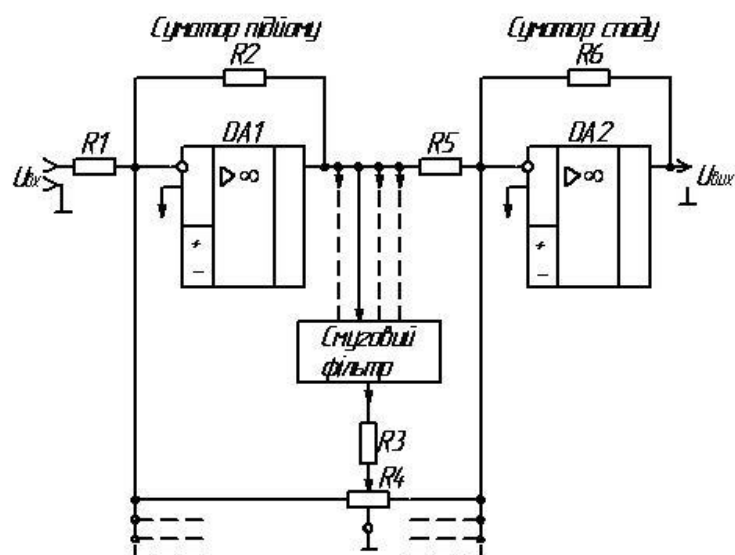 Суматор підйому
Суматор спаду
R2
R6
R1
DA1
R5
DA2
Uвх
▷∞
▷∞
Uвих
+
−
+
−
Смуговий
фільтр
R3
R4